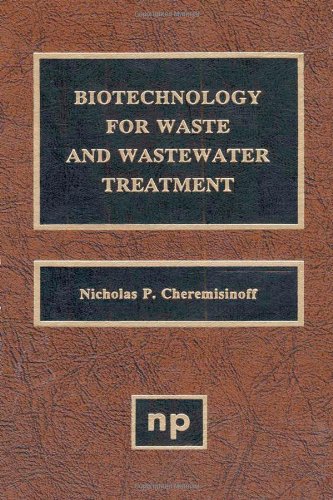 BIOTECHNOLOGY
FOR WASTE
AND WASTEWATER
TREATMENT
Nicholas P. Cheremisinoff
np